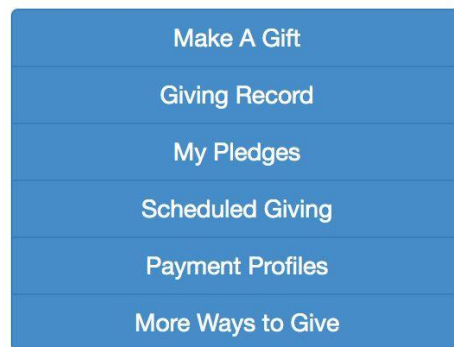 Make A Gift
Giving Record
My Pledges
Scheduled Giving
Payment Profiles
More Ways to Give